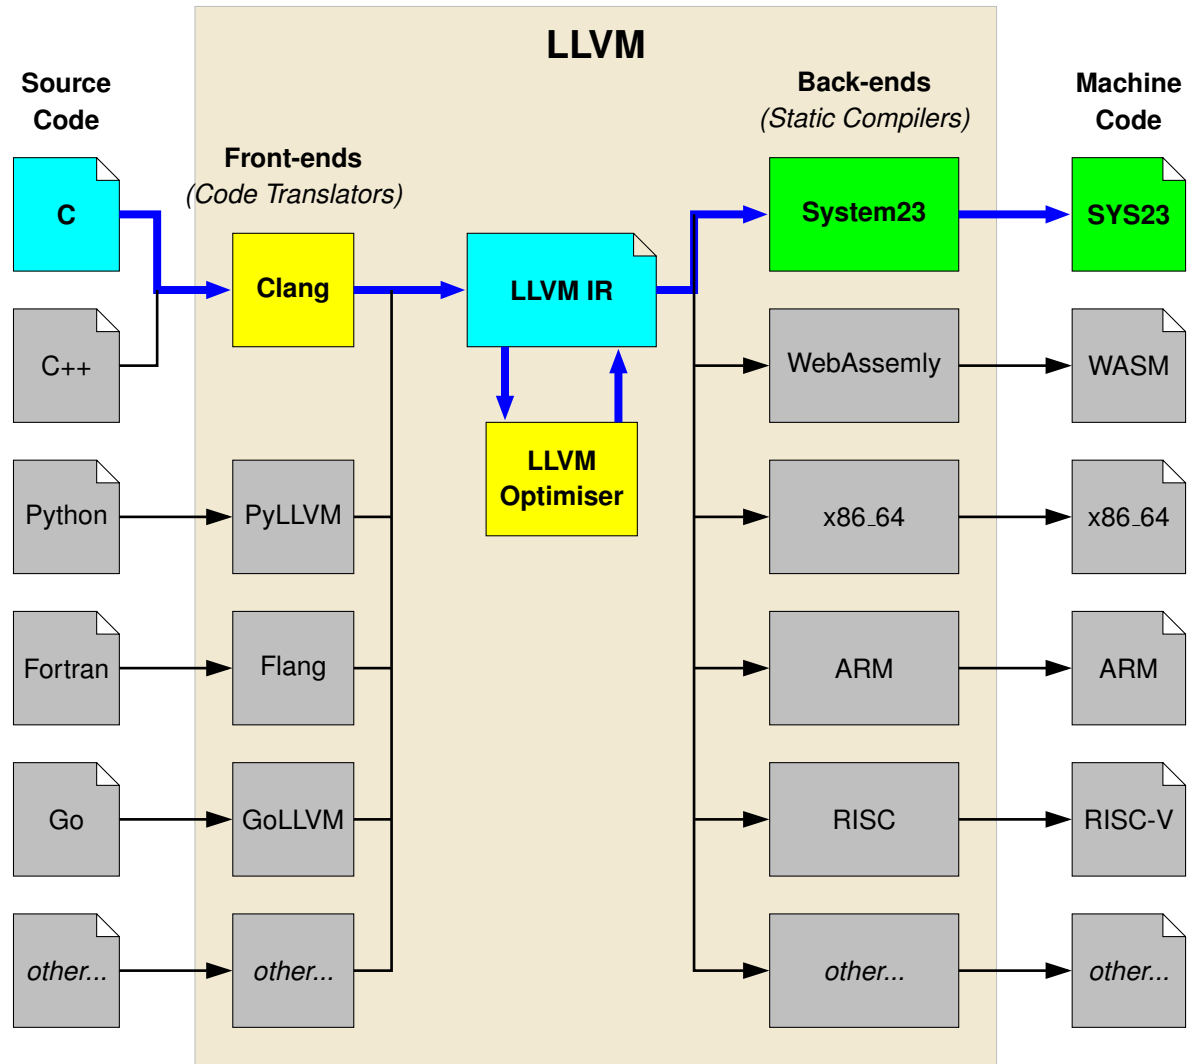 LLVM
Source
Code
Back-ends
(Static Compilers)
Machine
Code
Front-ends
(Code Translators)
C
System23
SYS23
Clang
LLVM IR
C++
WebAssemly
WASM
LLVM
Optimiser
Python
PyLLVM
x86_64
x86_64
Fortran
Flang
ARM
ARM
Go
GoLLVM
RISC
RISC-V
other...
other...
other...
other...